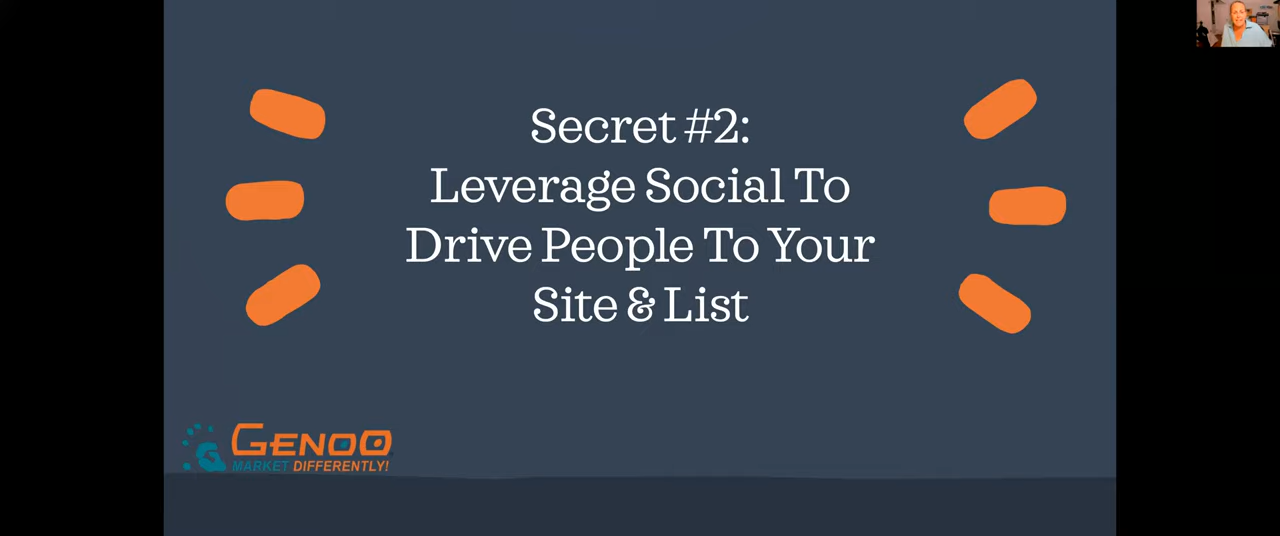 Secret #2:
Leverage Social To
Drive People To Your
Site & List
GENOO
MARKET DIFFERENTLY!